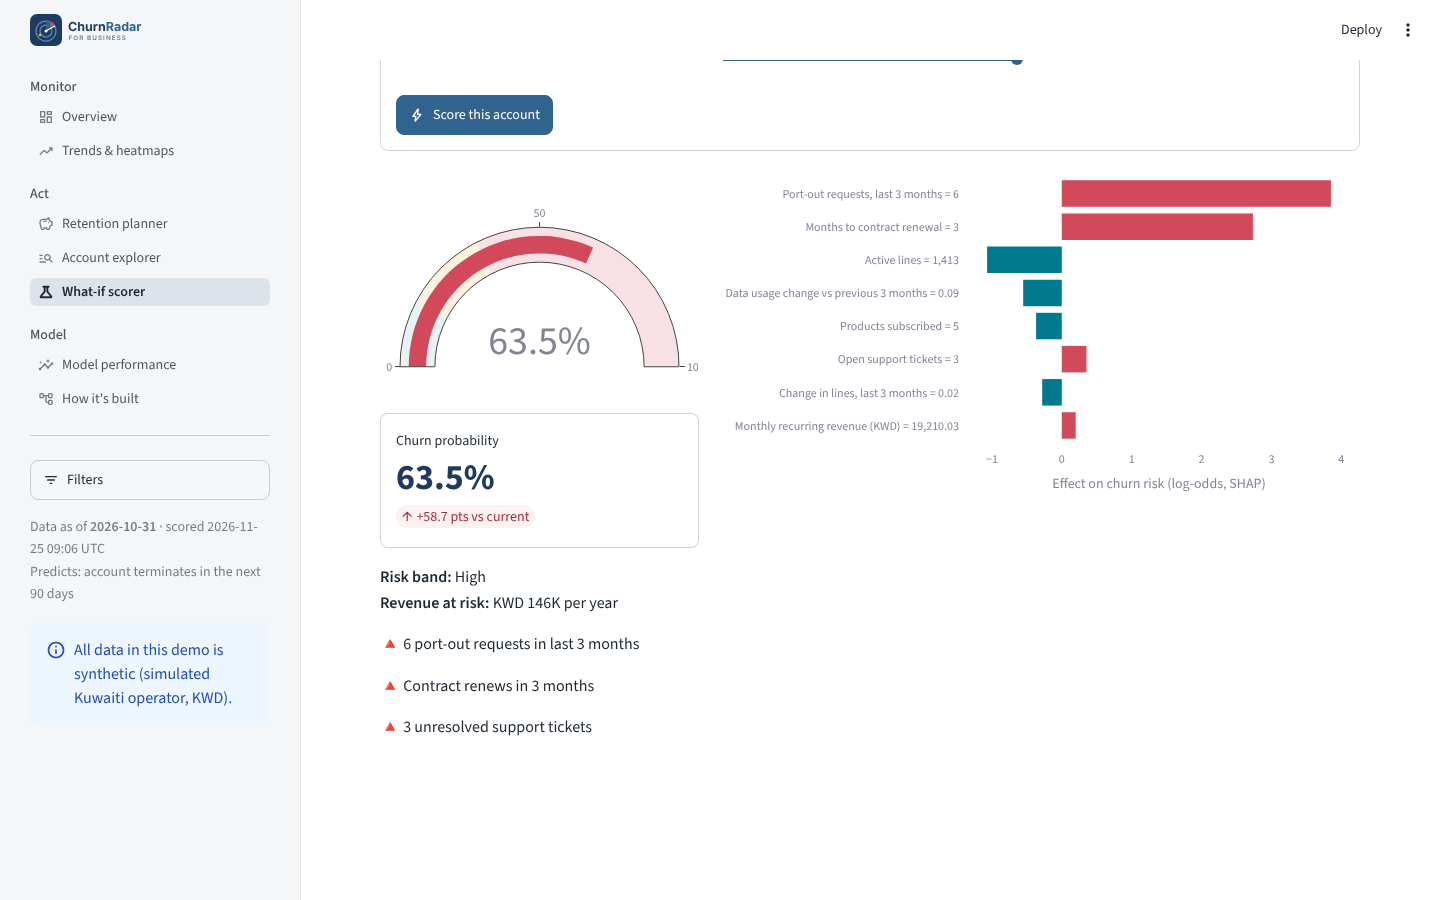 ChurnRadar
FOR BUSINESS
Monitor
Overview
Trends & heatmaps
Act
Retention planner
Account explorer
What-if scorer
Model
Model performance
How it's built
Filters
Data as of 2026-10-31 · scored 2026-11-
25 09:06 UTC
Predicts: account terminates in the next
90 days
All data in this demo is
synthetic (simulated
Kuwaiti operator, KWD).
Deploy
Score this account
50
0
10
63.5%
Churn probability
63.5%
↑ +58.7 pts vs current
Risk band: High
Revenue at risk: KWD 146K per year
🔺 6 port-out requests in last 3 months
🔺 Contract renews in 3 months
🔺 3 unresolved support tickets
Port-out requests, last 3 months = 6
Months to contract renewal = 3
Active lines = 1,413
Data usage change vs previous 3 months = 0.09
Products subscribed = 5
Open support tickets = 3
Change in lines, last 3 months = 0.02
Monthly recurring revenue (KWD) = 19,210.03
−1 0 1 2 3 4
Effect on churn risk (log-odds, SHAP)